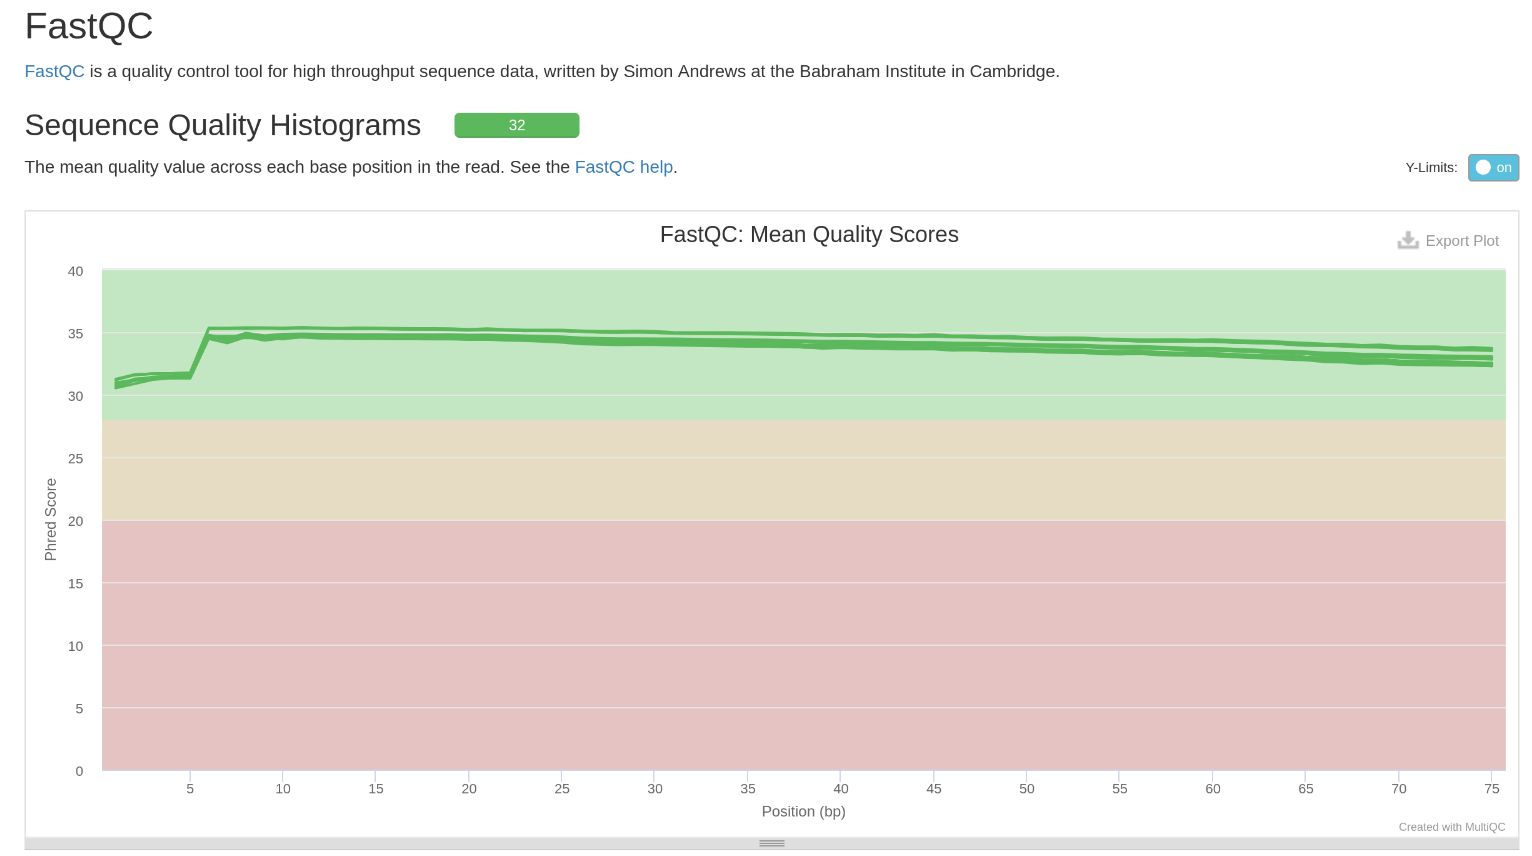 FastQC
FastQC is a quality control tool for high throughput sequence data, written by Simon Andrews at the Babraham Institute in Cambridge.
Sequence Quality Histograms 32
The mean quality value across each base position in the read. See the FastQC help.
Y-Limits: on
FastQC: Mean Quality Scores
Export Plot
40
35
30
25
20
15
10
5
0
Phred Score
5 10 15 20 25 30 35 40 45 50 55 60 65 70 75
Position (bp)
Created with MultiQC